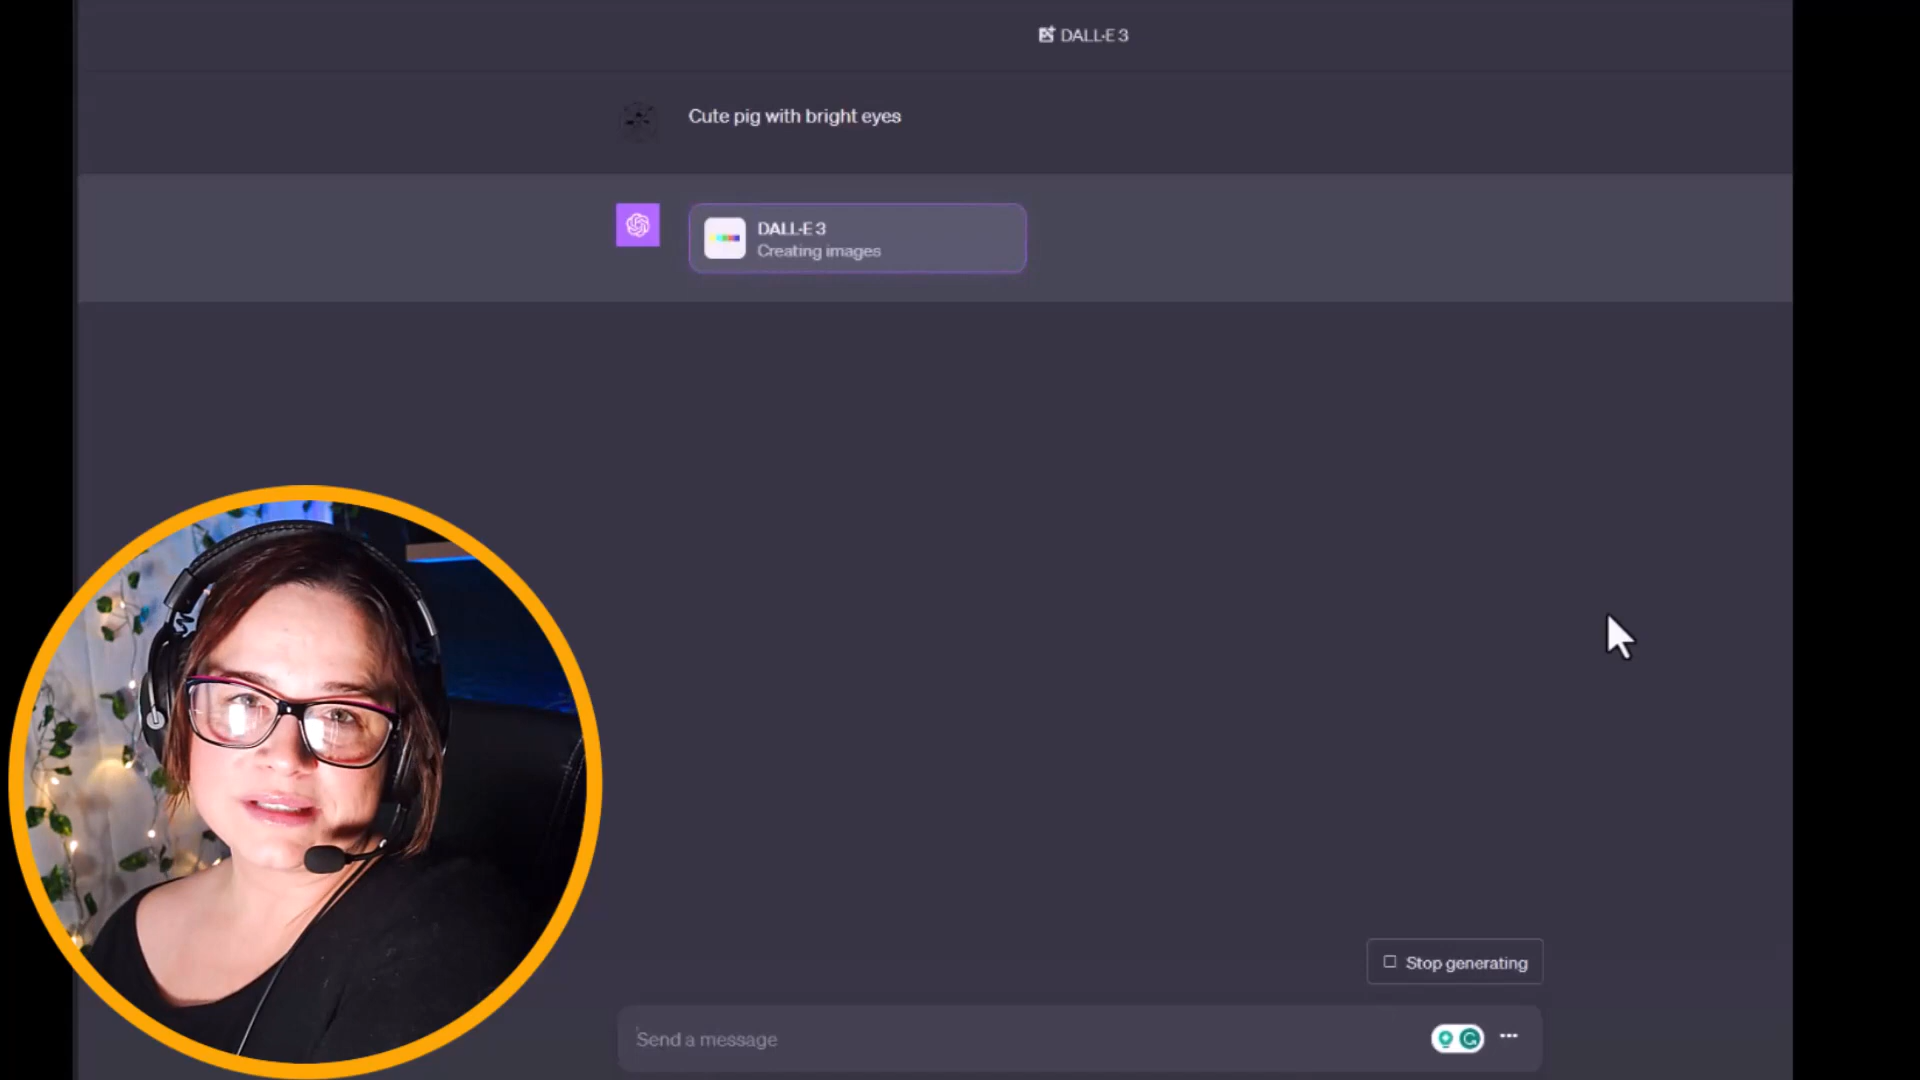 DALL·E 3
Cute pig with bright eyes
DALL·E 3
Creating images
Stop generating
Send a message